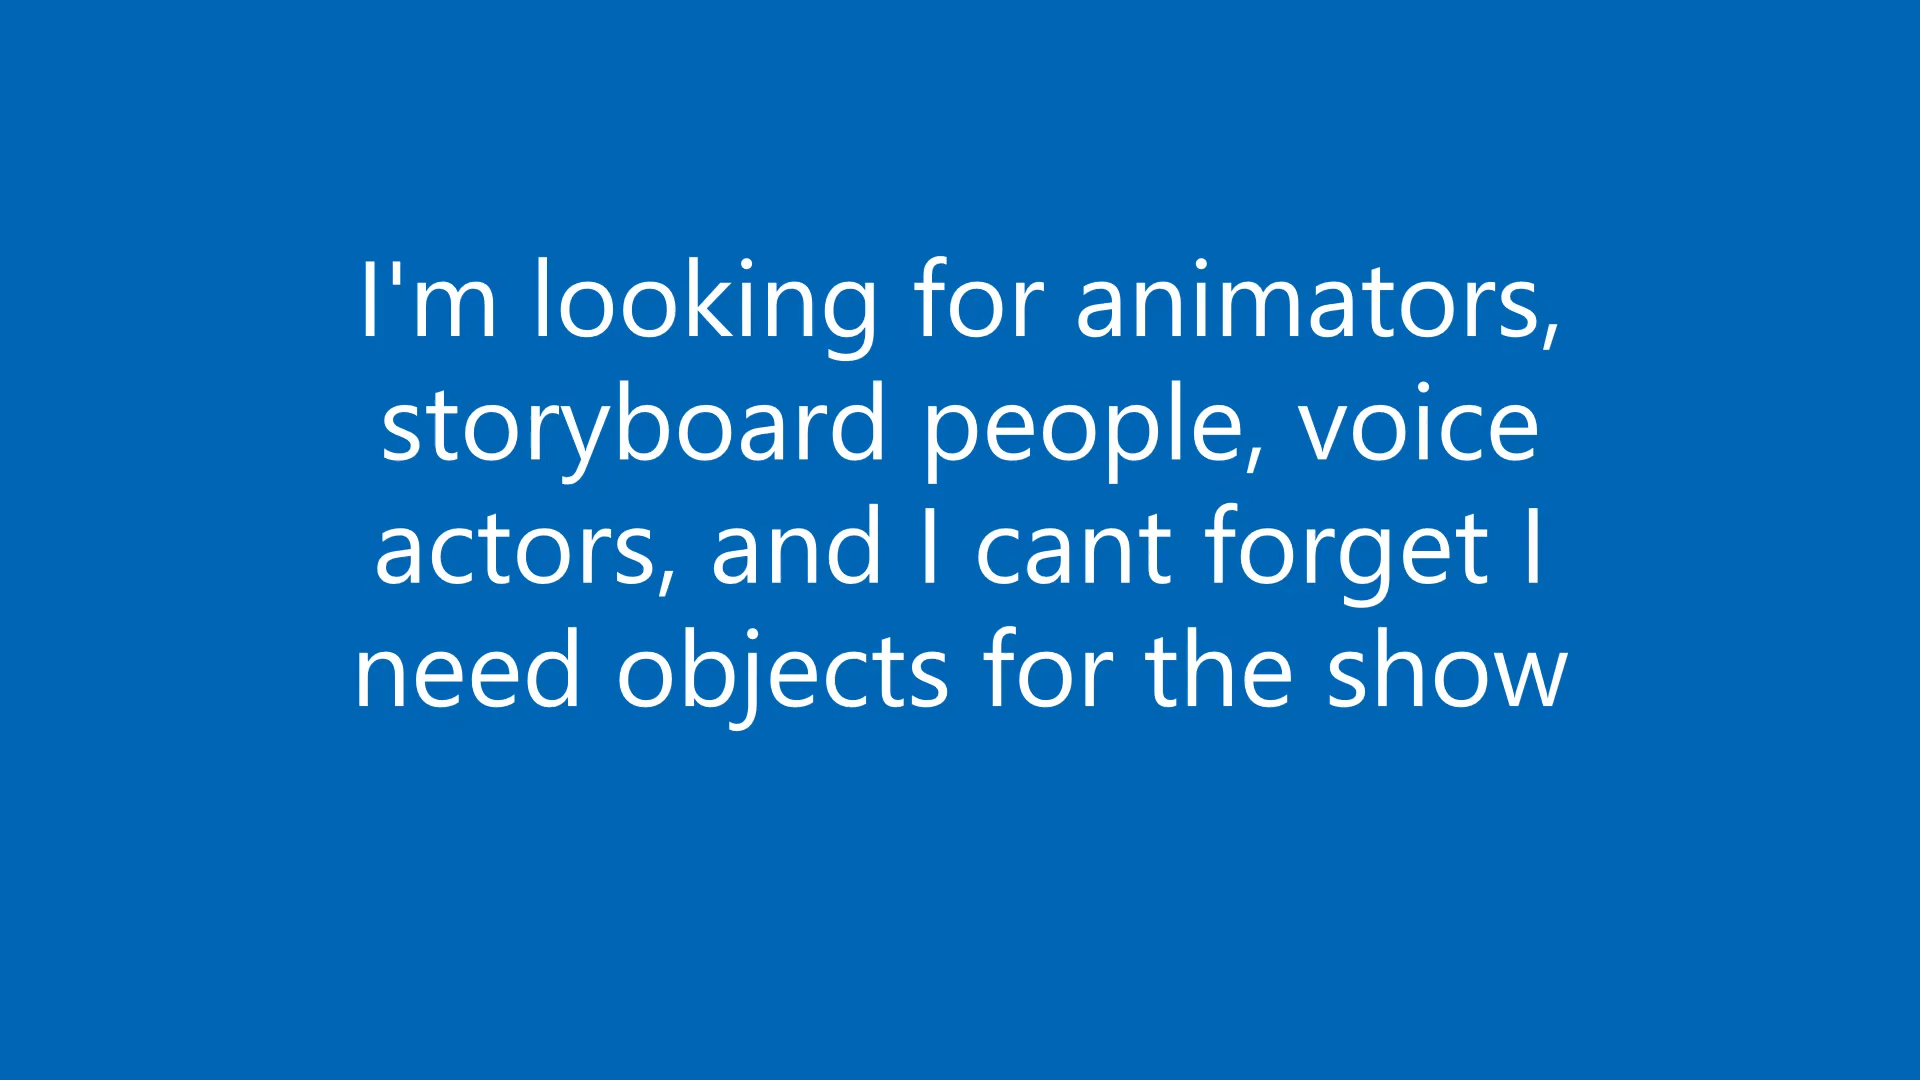 I'm looking for animators,
storyboard people, voice
actors, and I cant forget I
need objects for the show